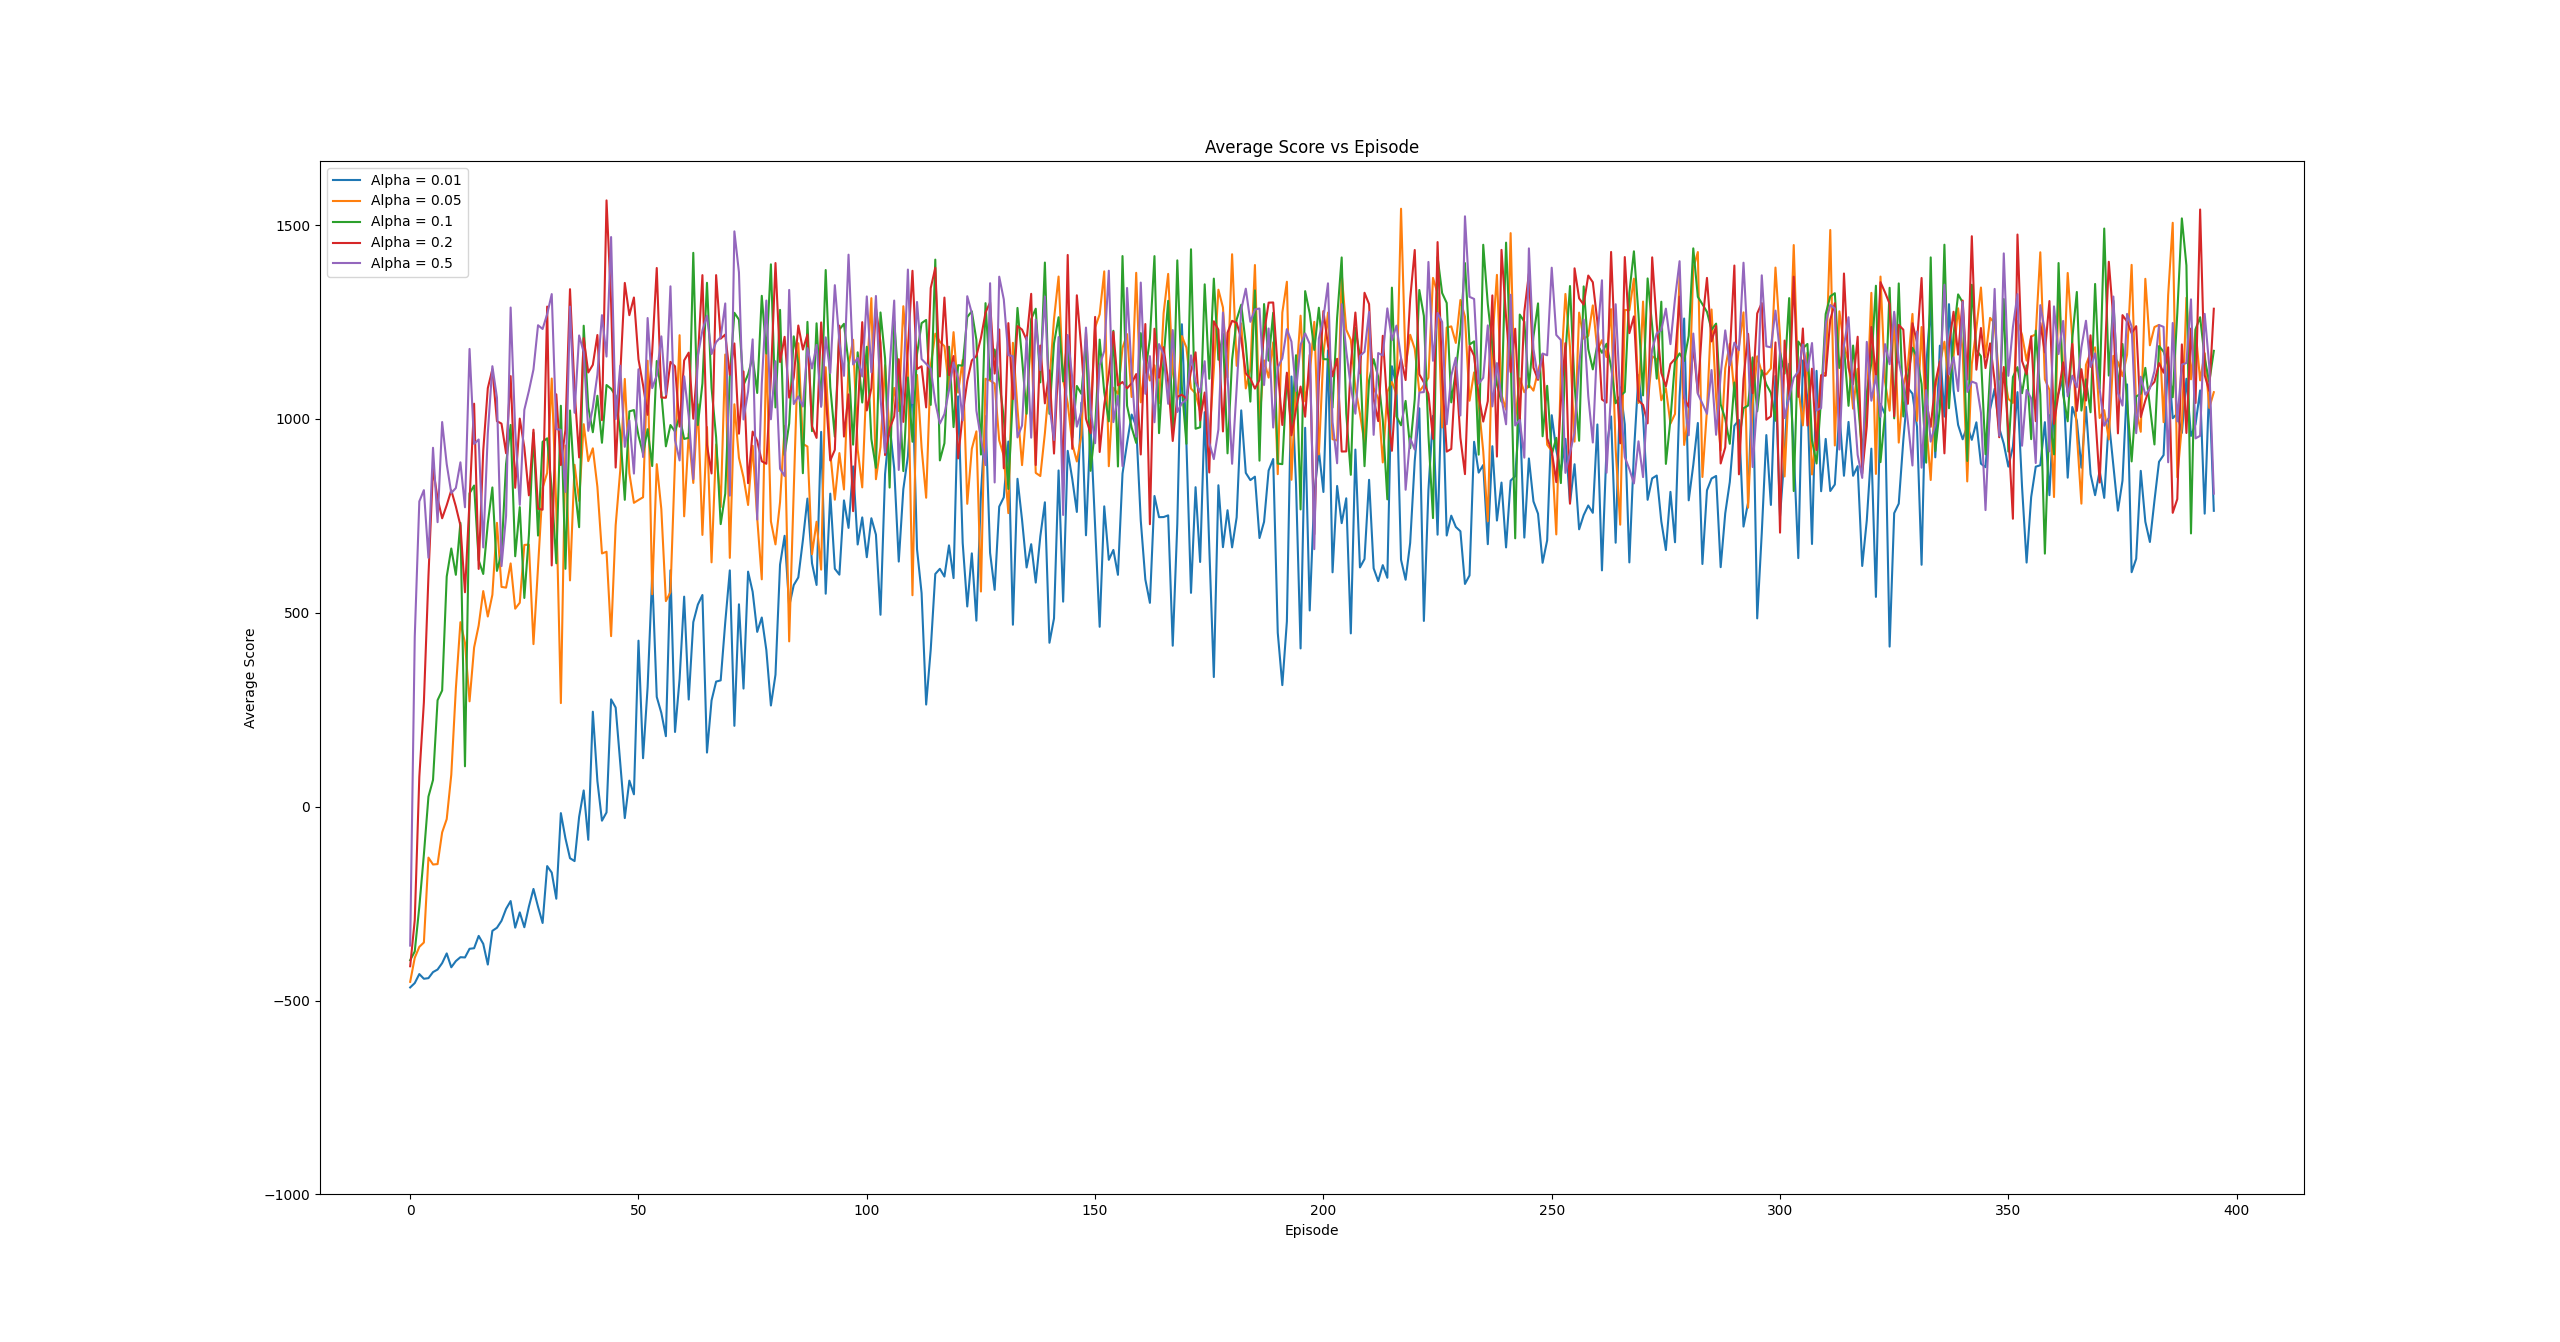 Average Score vs Episode
Alpha = 0.01
Alpha = 0.05
Alpha = 0.1
Alpha = 0.2
Alpha = 0.5
1500
1000
500
0
−500
−1000
Average Score
0 50 100 150 200 250 300 350 400
Episode